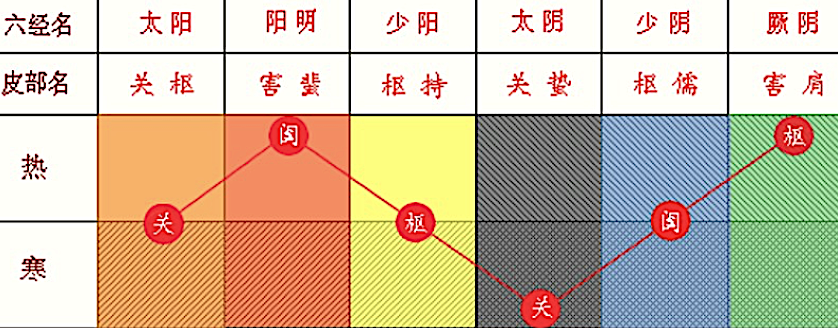 六经名 太阳 阳明 少阳 太阴 少阴 厥阴
皮部名 关枢 害蜚 枢持 关蛰 枢儒 害肩
热 阖 枢
关 枢 阖
寒 关